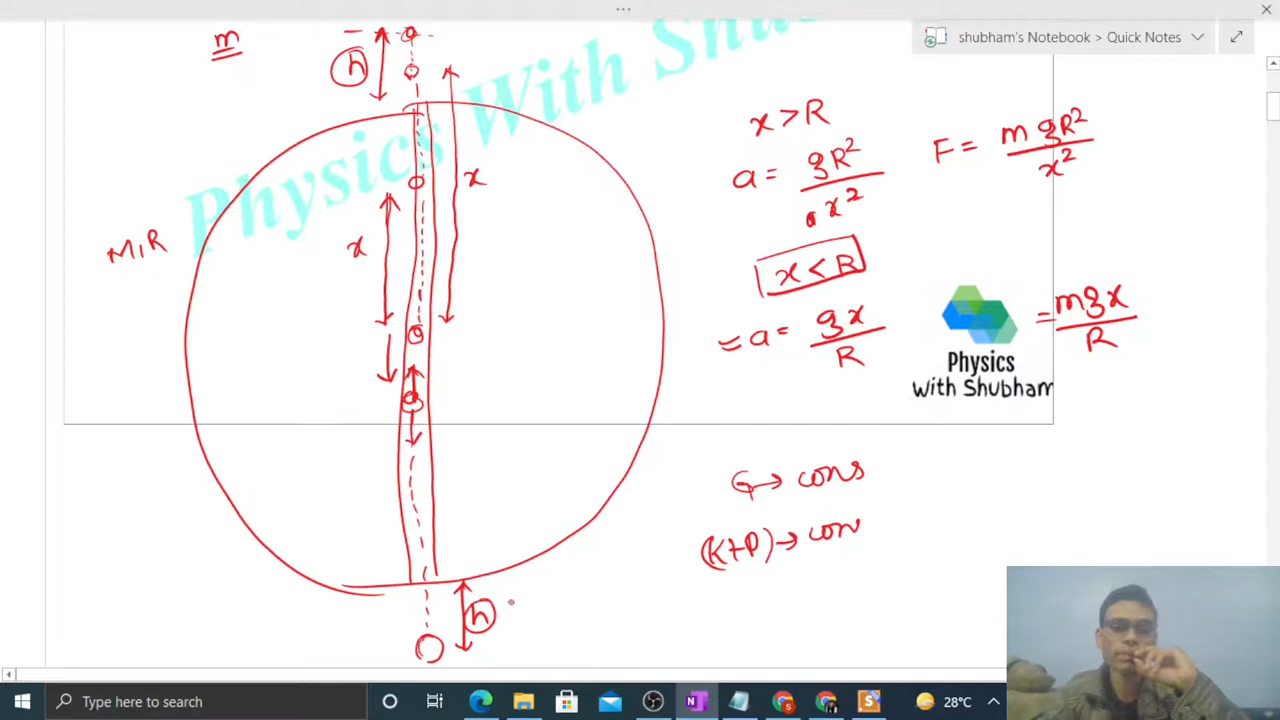 ...
shubham's Notebook > Quick Notes
m
h
Physics With Shu
x > R
a = gR²/x²
F = mgR²/x²
x
x
M, R
x < R
= a = gx/R
= mgx/R
Physics
With Shubham
G → cons
(K+P) → con
h
Type here to search
28°C